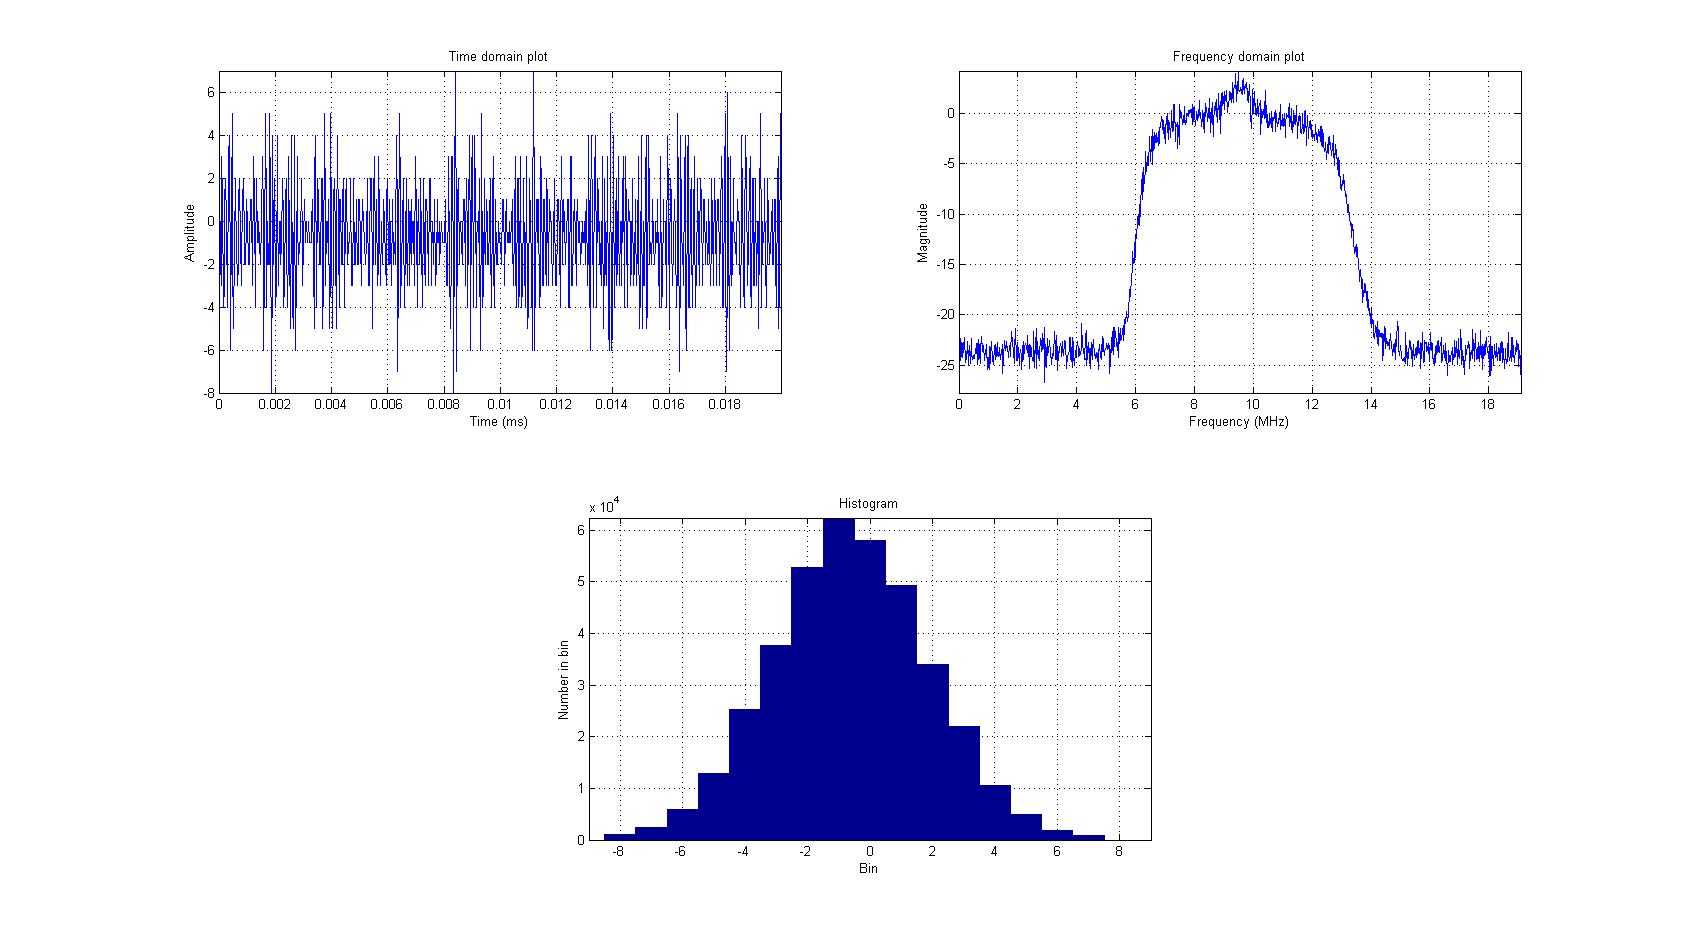 Time domain plot
6
4
2
0
-2
-4
-6
-8
Amplitude
0 0.002 0.004 0.006 0.008 0.01 0.012 0.014 0.016 0.018
Time (ms)
Frequency domain plot
0
-5
-10
-15
-20
-25
Magnitude
0 2 4 6 8 10 12 14 16 18
Frequency (MHz)
Histogram
x 10^4
6
5
4
3
2
1
0
Number in bin
-8 -6 -4 -2 0 2 4 6 8
Bin